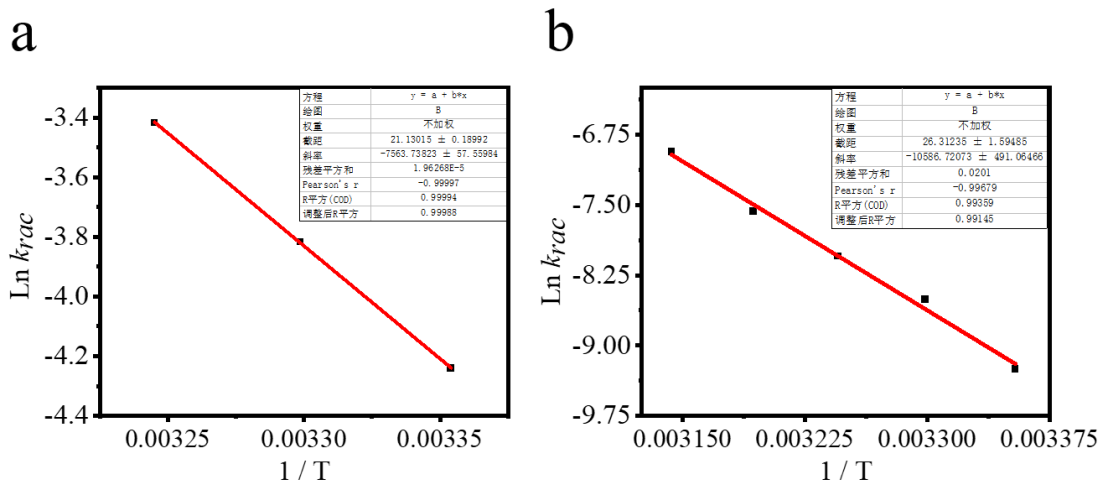 a
方程 y = a + b*x
绘图 B
权重 不加权
截距 21.13015 ± 0.18992
斜率 -7563.73823 ± 57.55984
残差平方和 1.96268E-5
Pearson's r -0.99997
R平方(COD) 0.99994
调整后R平方 0.99988
Ln krac
-3.4
-3.6
-3.8
-4.0
-4.2
-4.4
0.00325 0.00330 0.00335
1 / T
b
方程 y = a + b*x
绘图 B
权重 不加权
截距 26.31235 ± 1.59485
斜率 -10586.72073 ± 491.06466
残差平方和 0.0201
Pearson's r -0.99679
R平方(COD) 0.99359
调整后R平方 0.99145
Ln krac
-6.75
-7.50
-8.25
-9.00
-9.75
0.003150 0.003225 0.003300 0.003375
1 / T